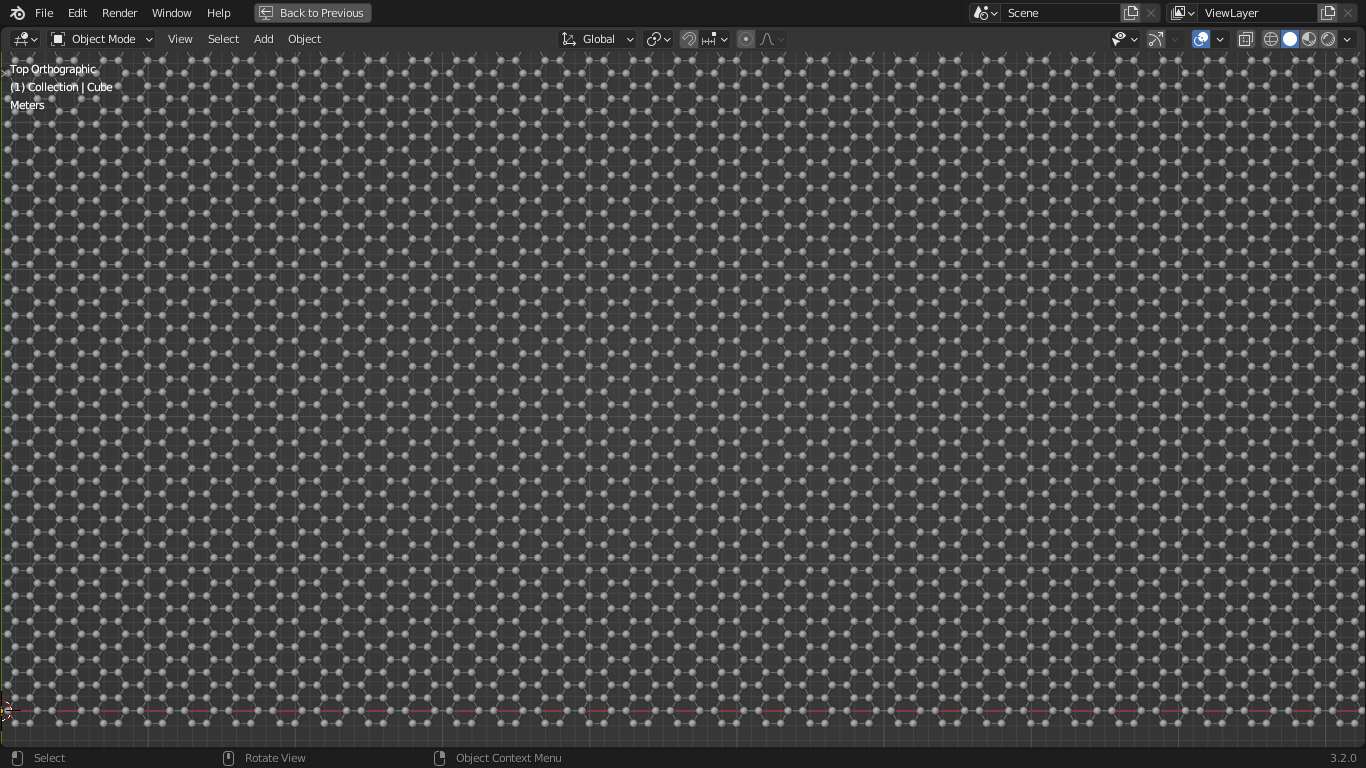 File Edit Render Window Help Back to Previous Scene ViewLayer
Object Mode View Select Add Object Global
Top Orthographic
(1) Collection | Cube
Meters
Select Rotate View Object Context Menu 3.2.0